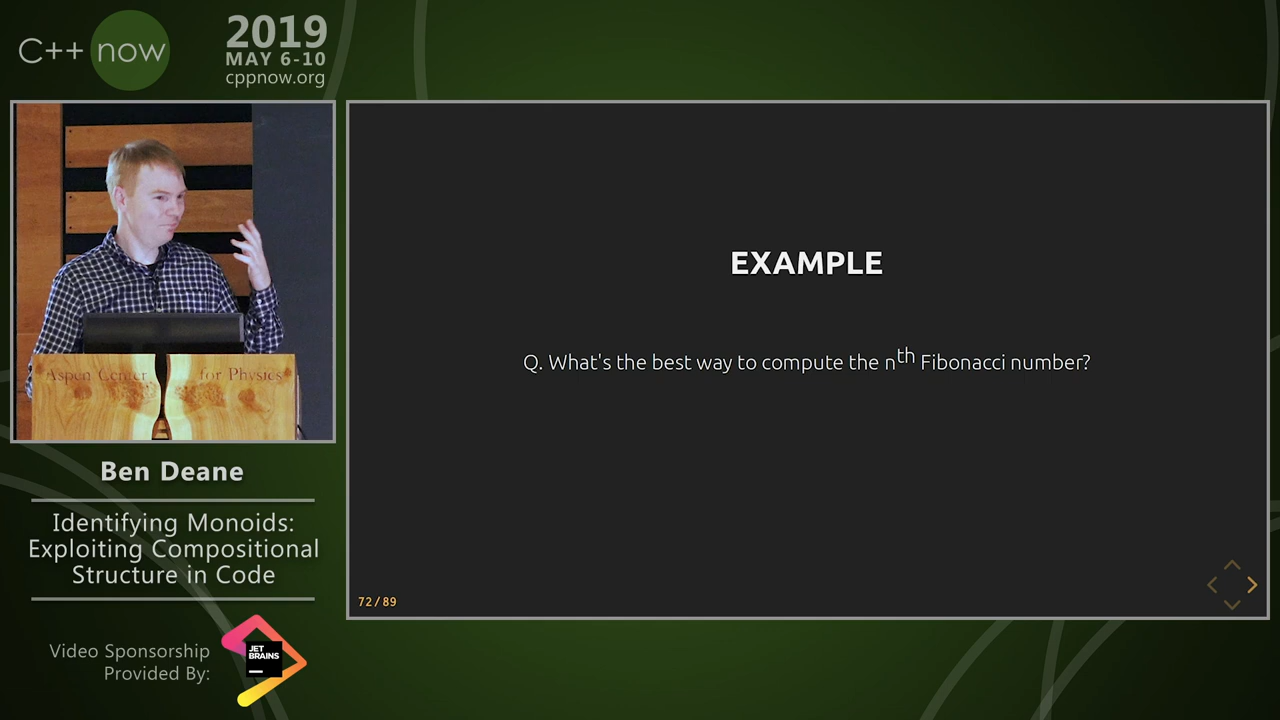 C++ now
2019
MAY 6-10
cppnow.org
Aspen Center for Physics
EXAMPLE
Q. What's the best way to compute the nth Fibonacci number?
72/89
Ben Deane
Identifying Monoids:
Exploiting Compositional
Structure in Code
Video Sponsorship
Provided By:
JET
BRAINS